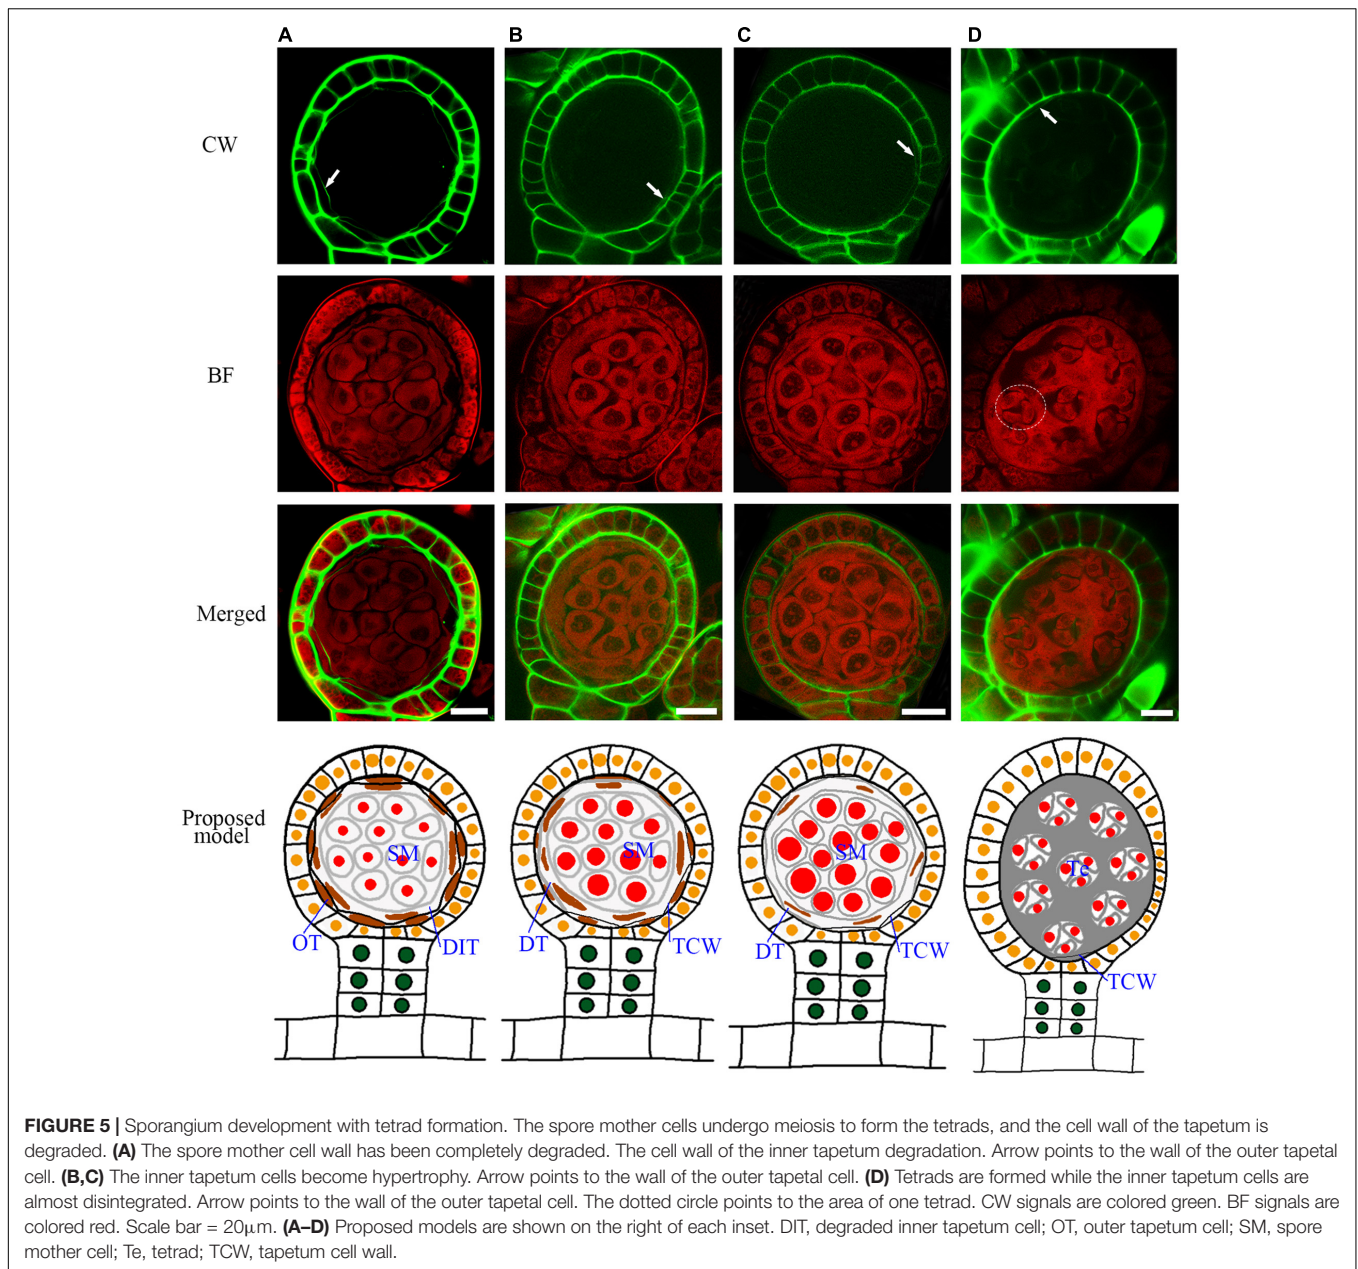 A B C D
CW
BF
Merged
Proposed
model
SM
OT
DIT
SM
DT
TCW
SM
DT
TCW
Te
TCW
FIGURE 5 | Sporangium development with tetrad formation. The spore mother cells undergo meiosis to form the tetrads, and the cell wall of the tapetum is
degraded. (A) The spore mother cell wall has been completely degraded. The cell wall of the inner tapetum degradation. Arrow points to the wall of the outer tapetal
cell. (B,C) The inner tapetum cells become hypertrophy. Arrow points to the wall of the outer tapetal cell. (D) Tetrads are formed while the inner tapetum cells are
almost disintegrated. Arrow points to the wall of the outer tapetal cell. The dotted circle points to the area of one tetrad. CW signals are colored green. BF signals are
colored red. Scale bar = 20μm. (A–D) Proposed models are shown on the right of each inset. DIT, degraded inner tapetum cell; OT, outer tapetum cell; SM, spore
mother cell; Te, tetrad; TCW, tapetum cell wall.